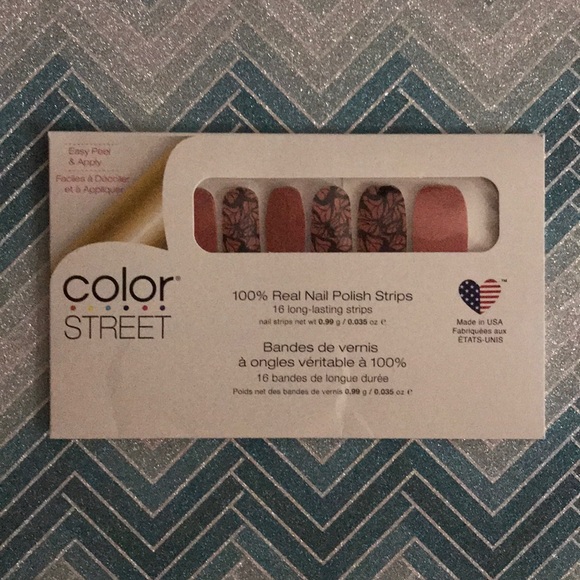 Easy Peel
& Apply
Faciles à Décoller
et à Appliquer
color®
STREET
100% Real Nail Polish Strips
16 long-lasting strips
nail strips net wt 0.99 g / 0.035 oz ℮
Bandes de vernis
à ongles véritable à 100%
16 bandes de longue durée
Poids net des bandes de vernis 0,99 g / 0.035 oz ℮
™
Made in USA
Fabriquées aux
ÉTATS-UNIS